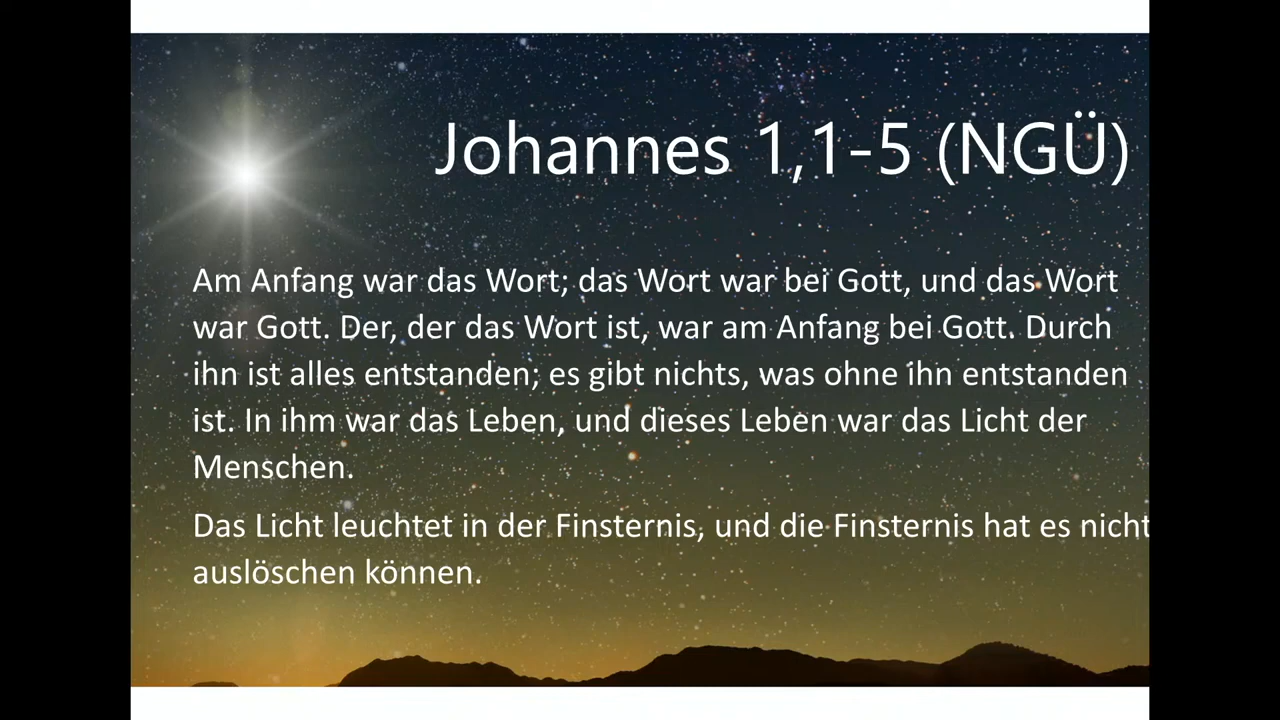 Johannes 1,1-5 (NGÜ)
Am Anfang war das Wort; das Wort war bei Gott, und das Wort
war Gott. Der, der das Wort ist, war am Anfang bei Gott. Durch
ihn ist alles entstanden; es gibt nichts, was ohne ihn entstanden
ist. In ihm war das Leben, und dieses Leben war das Licht der
Menschen.
Das Licht leuchtet in der Finsternis, und die Finsternis hat es nicht
auslöschen können.